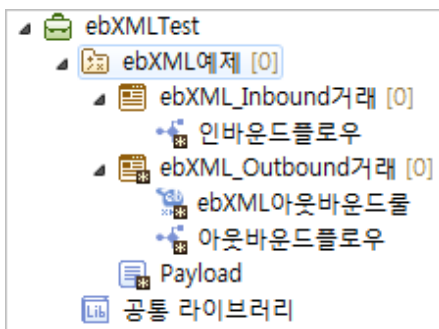 ebXMLTest
ebXML예제 [0]
ebXML_Inbound거래 [0]
인바운드플로우
ebXML_Outbound거래 [0]
ebXML아웃바운드룰
아웃바운드플로우
Payload
Lib 공통 라이브러리